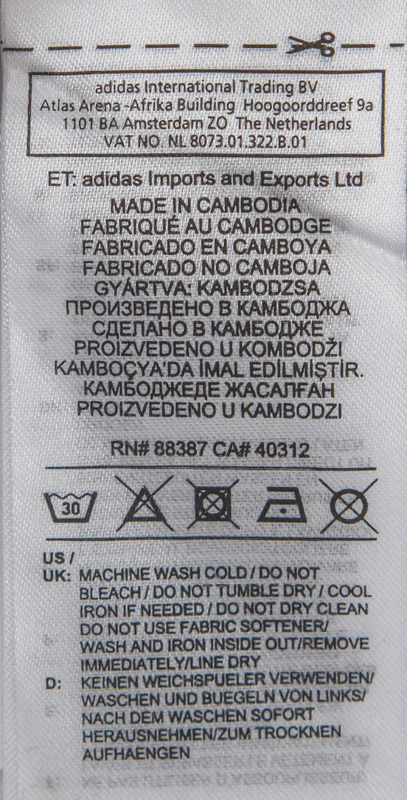 adidas International Trading BV
Atlas Arena -Afrika Building Hoogoorddreef 9a
1101 BA Amsterdam ZO The Netherlands
VAT NO. NL 8073.01.322.B.01
ET: adidas Imports and Exports Ltd
MADE IN CAMBODIA
FABRIQUÉ AU CAMBODGE
FABRICADO EN CAMBOYA
FABRICADO NO CAMBOJA
GYÁRTVA: KAMBODZSA
ПРОИЗВЕДЕНО В КАМБОДЖА
СДЕЛАНО В КАМБОДЖЕ
PROIZVEDENO U KOMBODŽI
KAMBOÇYA'DA İMAL EDİLMİŞTİR.
КАМБОДЖЕДЕ ЖАСАЛҒАН
PROIZVEDENO U KAMBODZI
RN# 88387 CA# 40312
30
US /
UK: MACHINE WASH COLD / DO NOT
BLEACH / DO NOT TUMBLE DRY / COOL
IRON IF NEEDED / DO NOT DRY CLEAN
DO NOT USE FABRIC SOFTENER/
WASH AND IRON INSIDE OUT/REMOVE
IMMEDIATELY/LINE DRY
D: KEINEN WEICHSPUELER VERWENDEN/
WASCHEN UND BUEGELN VON LINKS/
NACH DEM WASCHEN SOFORT
HERAUSNEHMEN/ZUM TROCKNEN
AUFHAENGEN